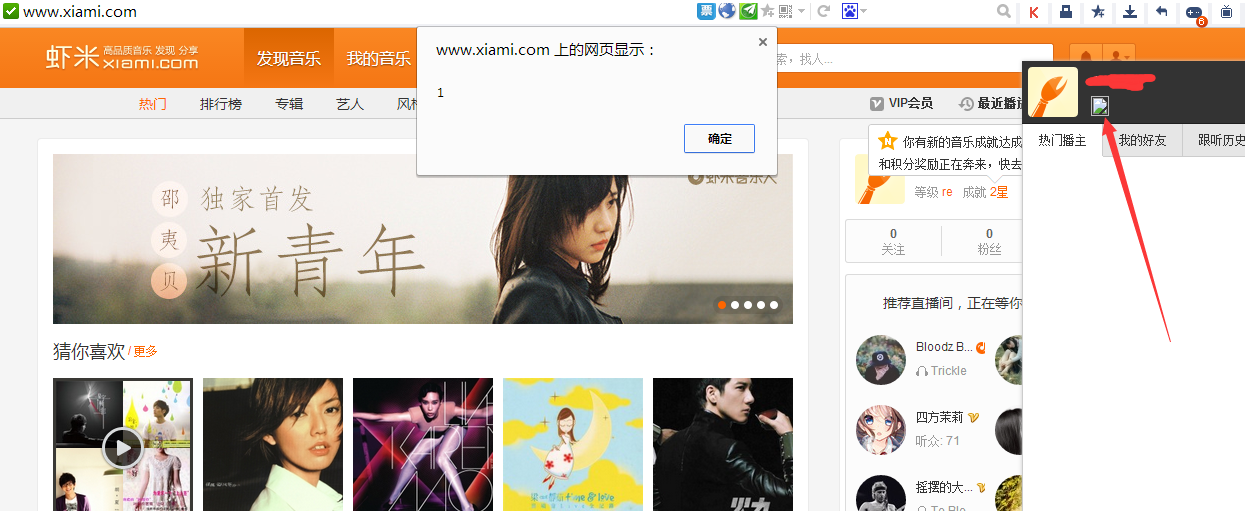 www.xiami.com
票
K
6
虾米 高品质音乐 发现 分享
xiami.com
发现音乐
我的音乐
索，找人...
www.xiami.com 上的网页显示：
1
确定
热门
排行榜
专辑
艺人
风格
VIP会员
最近播
热门播主
我的好友
跟听历史
N 你有新的音乐成就达成
和积分奖励正在奔来，快去
等级 re 成就 2星
0
关注
0
粉丝
虾米音乐人
邵夷贝
独家首发
新青年
推荐直播间，正在等你
猜你喜欢 / 更多
Bloodz B...
Trickle
四方茉莉
听众: 71
摇摆的大...
To Blo